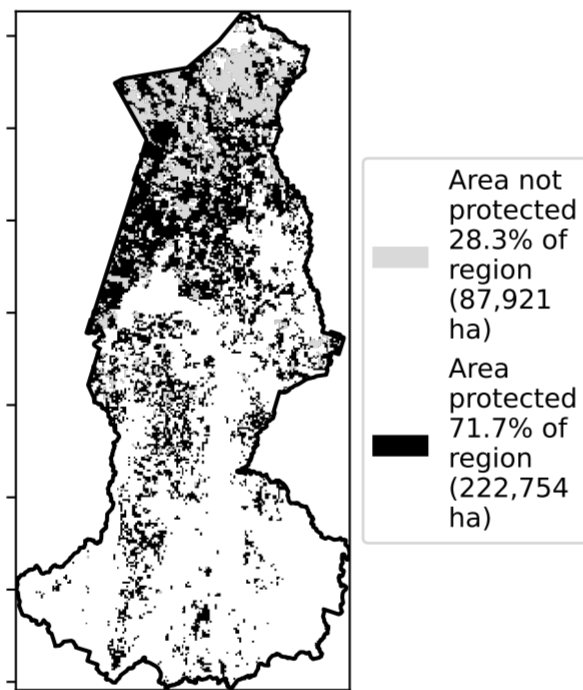 Area not
protected
28.3% of
region
(87,921
ha)
Area
protected
71.7% of
region
(222,754
ha)